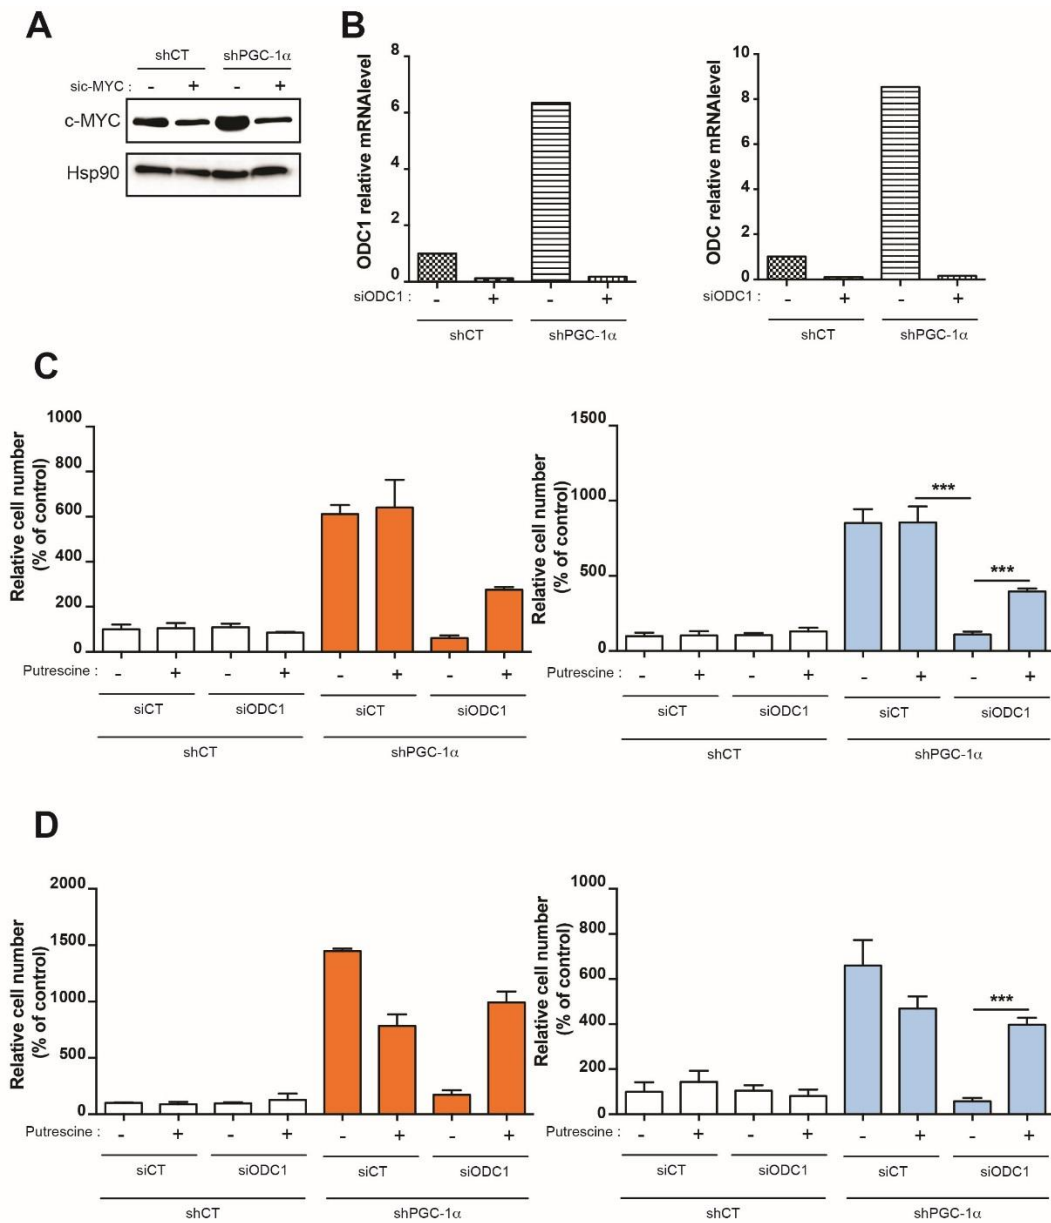 A
shCT shPGC-1α
sic-MYC : - + - +
c-MYC
Hsp90
B
ODC1 relative mRNAlevel
8
6
4
2
0
siODC1 : - + - +
shCT shPGC-1α
ODC relative mRNAlevel
10
8
6
4
2
0
siODC1 : - + - +
shCT shPGC-1α
C
Relative cell number
(% of control)
1000
800
600
400
200
0
Putrescine : - + - + - + - +
siCT siODC1 siCT siODC1
shCT shPGC-1α
Relative cell number
(% of control)
1500
1000
500
0
***
***
Putrescine : - + - + - + - +
siCT siODC1 siCT siODC1
shCT shPGC-1α
D
Relative cell number
(% of control)
2000
1500
1000
500
0
Putrescine : - + - + - + - +
siCT siODC1 siCT siODC1
shCT shPGC-1α
Relative cell number
(% of control)
1000
800
600
400
200
0
***
Putrescine : - + - + - + - +
siCT siODC1 siCT siODC1
shCT shPGC-1α